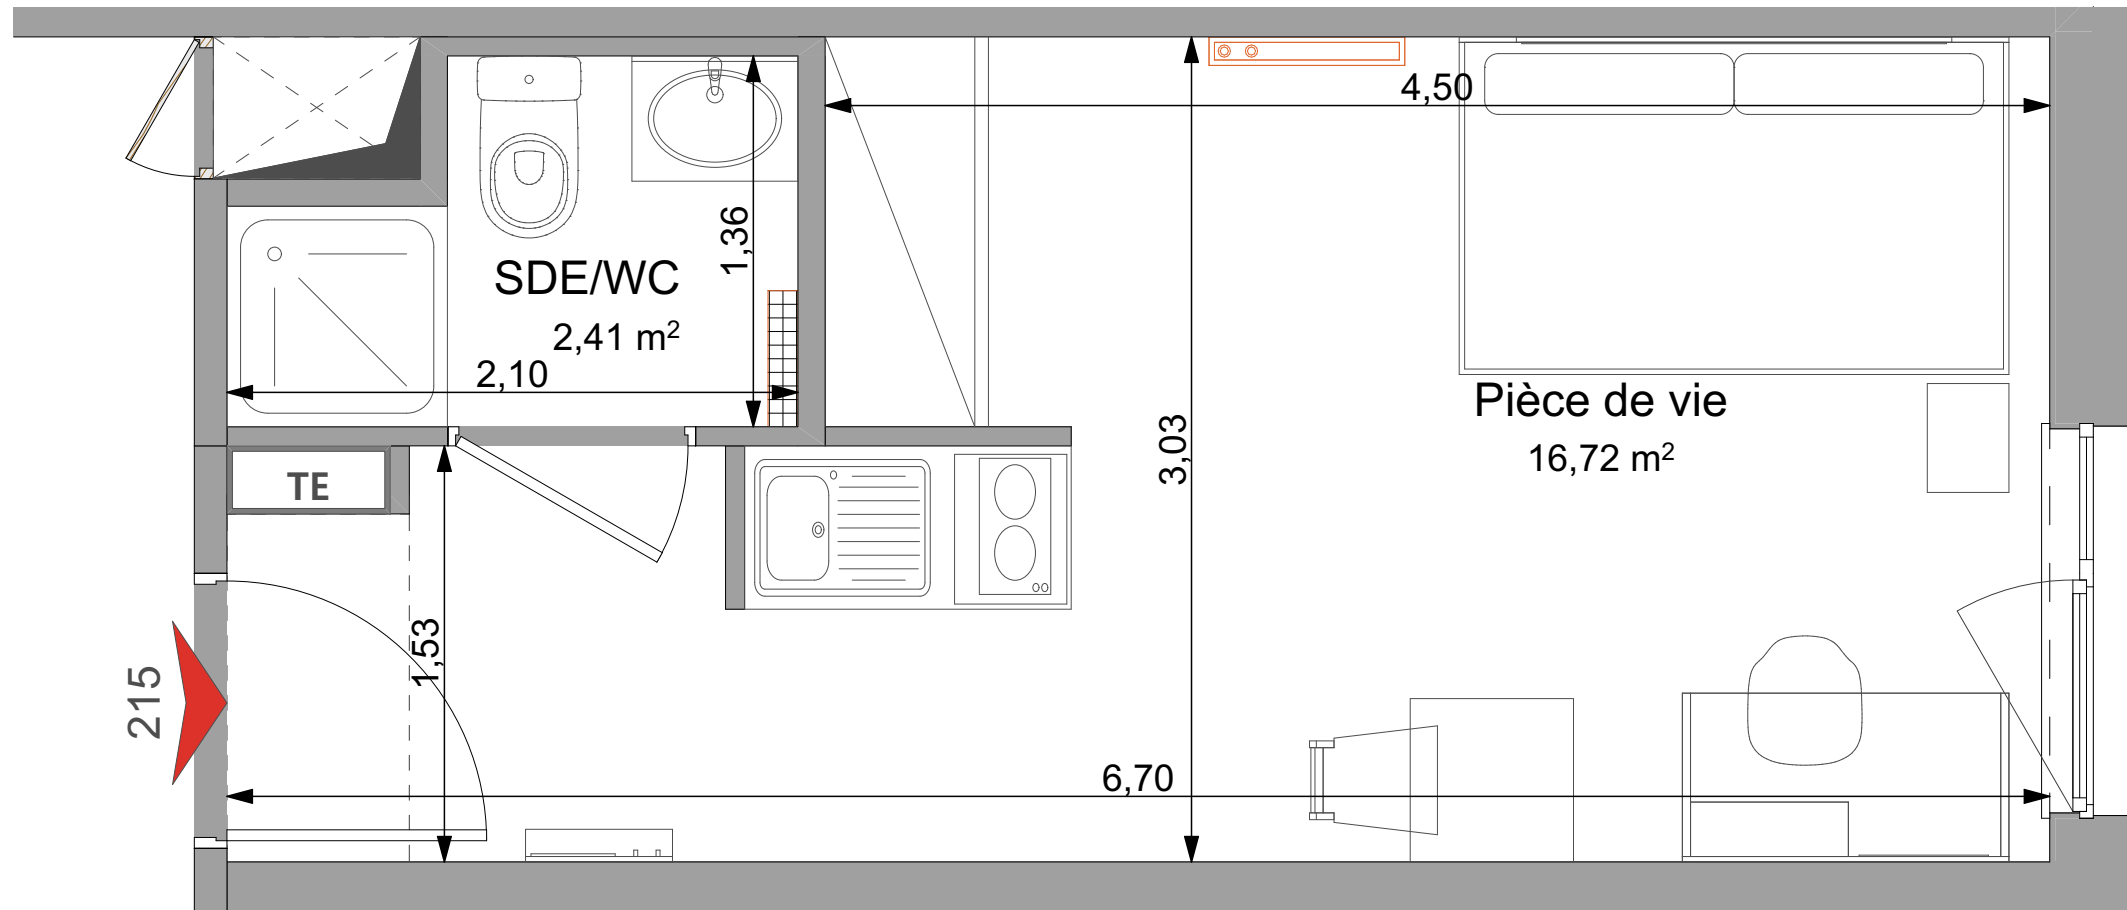 4,50
1,36
SDE/WC
2,41 m²
2,10
Pièce de vie
16,72 m²
3,03
TE
1,53
215
6,70